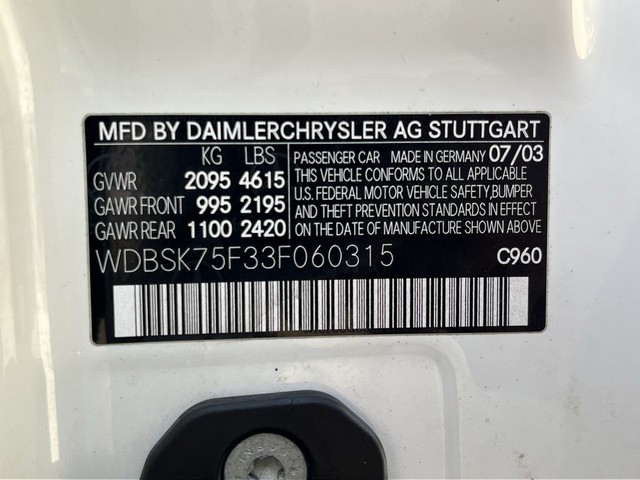 MFD BY DAIMLERCHRYSLER AG STUTTGART
KG LBS
GVWR 2095 4615
GAWR FRONT 995 2195
GAWR REAR 1100 2420
PASSENGER CAR MADE IN GERMANY 07/03
THIS VEHICLE CONFORMS TO ALL APPLICABLE
U.S. FEDERAL MOTOR VEHICLE SAFETY,BUMPER
AND THEFT PREVENTION STANDARDS IN EFFECT
ON THE DATE OF MANUFACTURE SHOWN ABOVE
WDBSK75F33F060315 C960